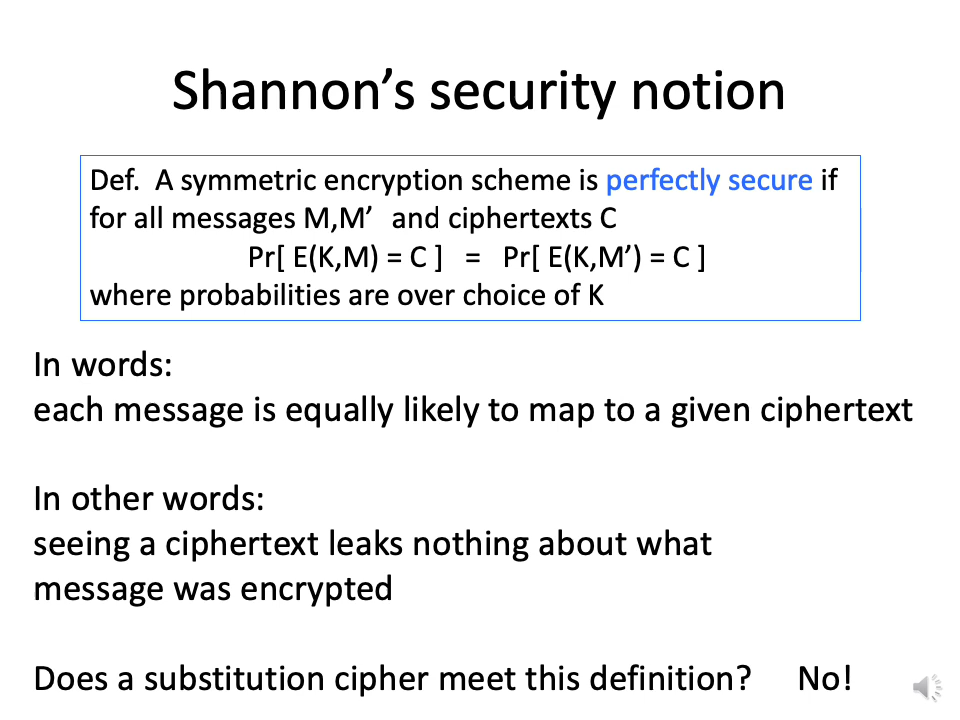 Shannon’s security notion
Def.  A symmetric encryption scheme is perfectly secure if
for all messages M,M’  and ciphertexts C
Pr[ E(K,M) = C ]  =  Pr[ E(K,M’) = C ]
where probabilities are over choice of K
In words:
each message is equally likely to map to a given ciphertext
In other words:
seeing a ciphertext leaks nothing about what
message was encrypted
Does a substitution cipher meet this definition?    No!